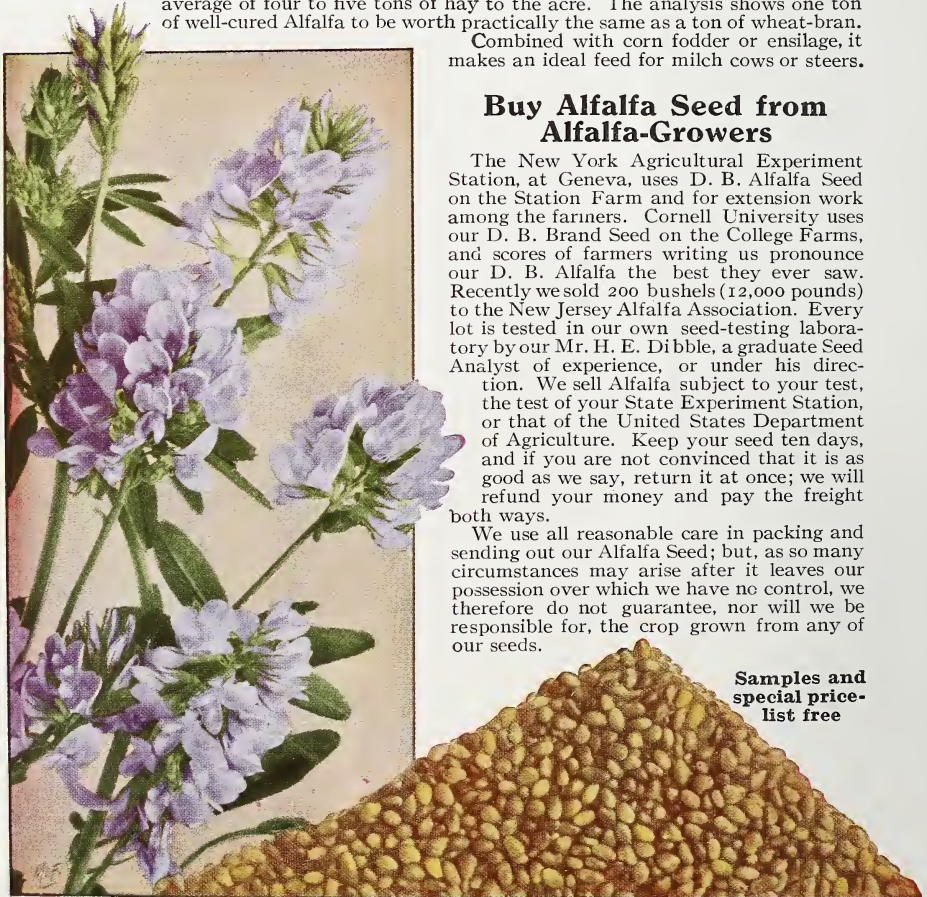 average of four to five tons of hay to the acre. The analysis shows one ton
of well-cured Alfalfa to be worth practically the same as a ton of wheat-bran.
Combined with corn fodder or ensilage, it
makes an ideal feed for milch cows or steers.
Buy Alfalfa Seed from
Alfalfa-Growers
The New York Agricultural Experiment
Station, at Geneva, uses D. B. Alfalfa Seed
on the Station Farm and for extension work
among the farmers. Cornell University uses
our D. B. Brand Seed on the College Farms,
and scores of farmers writing us pronounce
our D. B. Alfalfa the best they ever saw.
Recently we sold 200 bushels (12,000 pounds)
to the New Jersey Alfalfa Association. Every
lot is tested in our own seed-testing labora-
tory by our Mr. H. E. Dibble, a graduate Seed
Analyst of experience, or under his direc-
tion. We sell Alfalfa subject to your test,
the test of your State Experiment Station,
or that of the United States Department
of Agriculture. Keep your seed ten days,
and if you are not convinced that it is as
good as we say, return it at once; we will
refund your money and pay the freight
both ways.
We use all reasonable care in packing and
sending out our Alfalfa Seed; but, as so many
circumstances may arise after it leaves our
possession over which we have no control, we
therefore do not guarantee, nor will we be
responsible for, the crop grown from any of
our seeds.
Samples and
special price-
list free